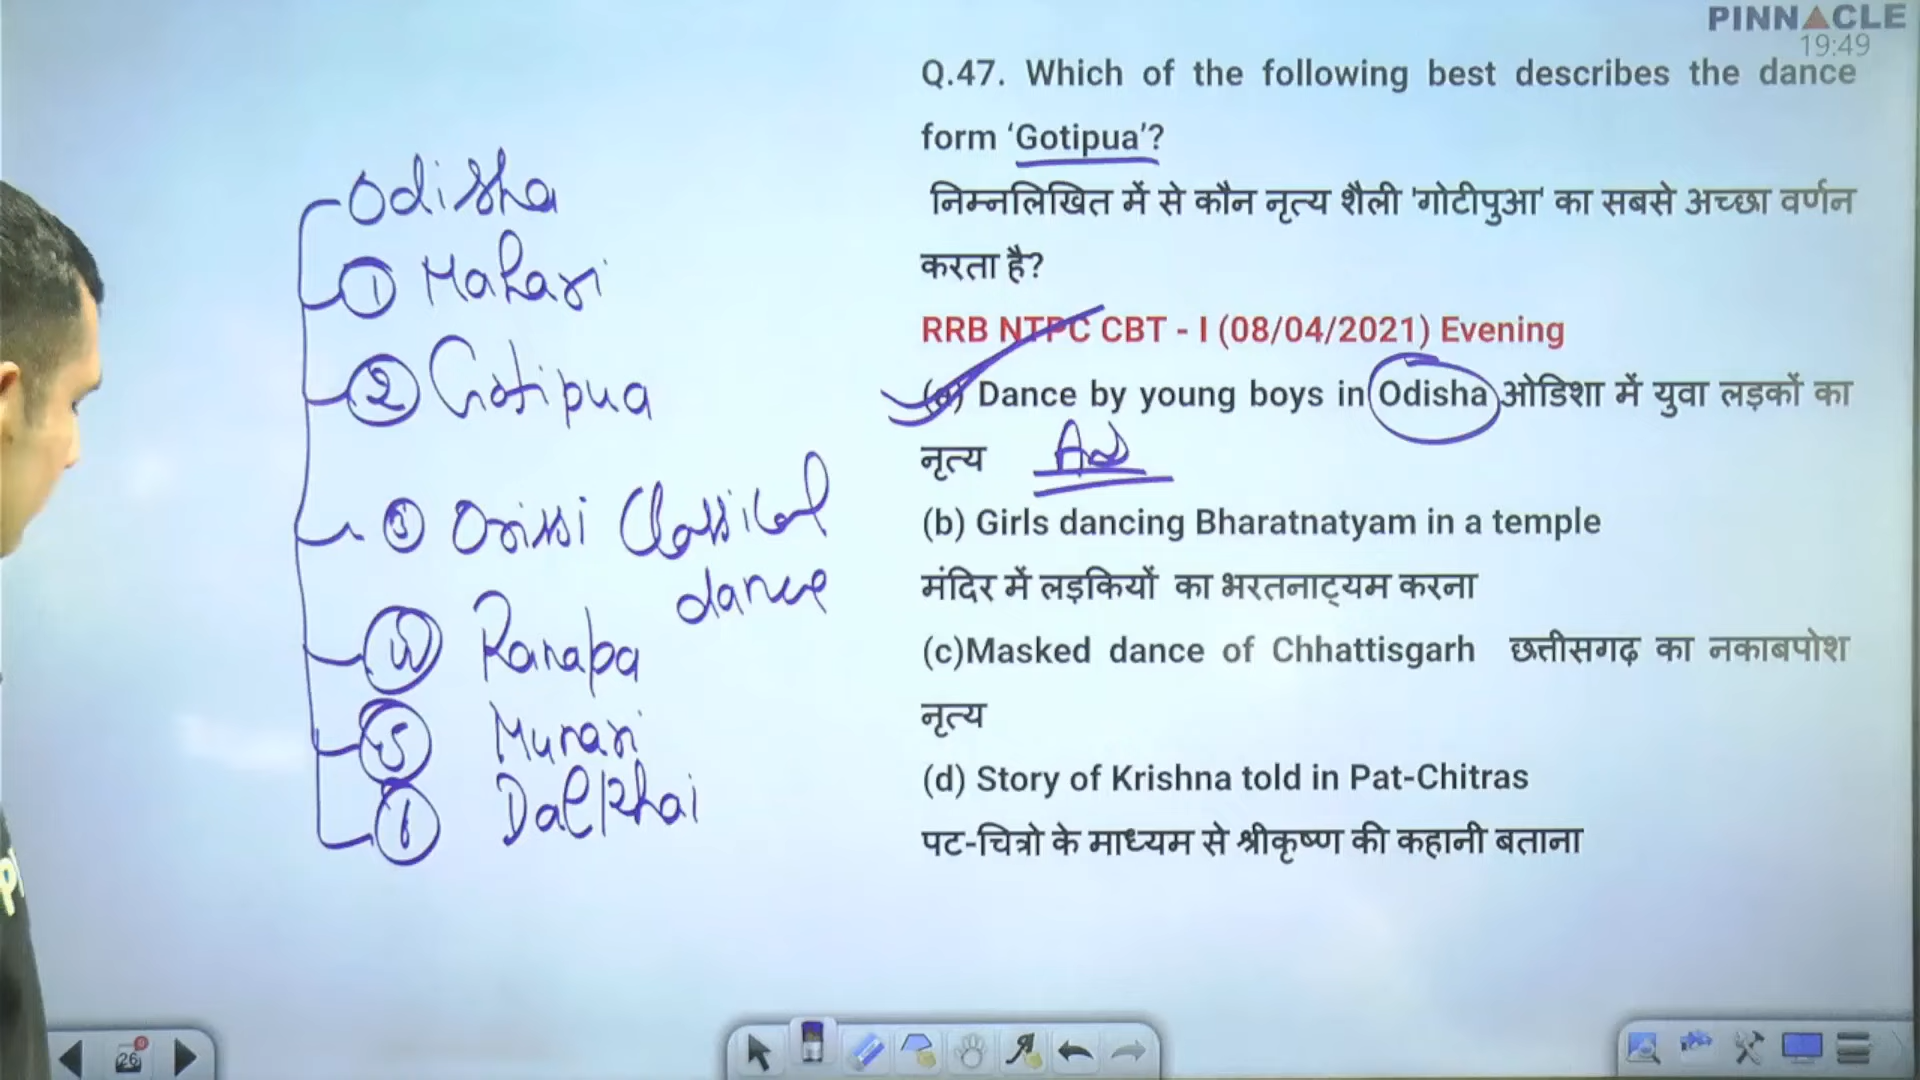 PINNACLE
19:49
Q.47. Which of the following best describes the dance
form ‘Gotipua’?
निम्नलिखित में से कौन नृत्य शैली 'गोटीपुआ' का सबसे अच्छा वर्णन
करता है?
RRB NTPC CBT - I (08/04/2021) Evening
(a) Dance by young boys in Odisha ओडिशा में युवा लड़कों का
नृत्य
(b) Girls dancing Bharatnatyam in a temple
मंदिर में लड़कियों का भरतनाट्यम करना
(c)Masked dance of Chhattisgarh छत्तीसगढ़ का नकाबपोश
नृत्य
(d) Story of Krishna told in Pat-Chitras
पट-चित्रो के माध्यम से श्रीकृष्ण की कहानी बताना
Odisha
1 Mahari
2 Gotipua
3 Orissi Classical
dance
Ranapa
5 Munari
6 Dalkhai
26